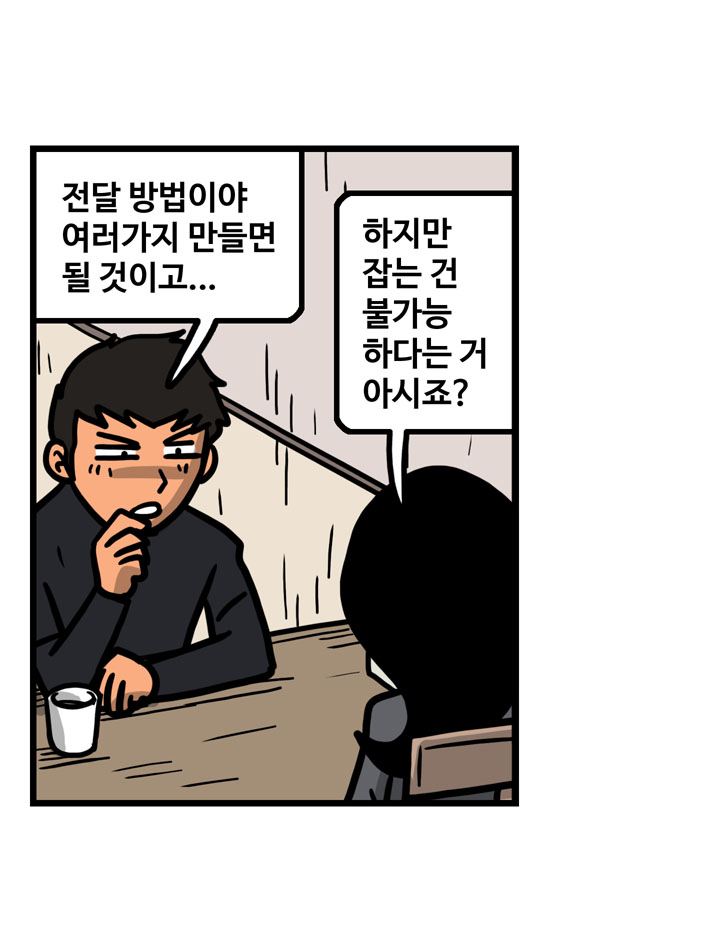 전달 방법이야
여러가지 만들면
될 것이고...
하지만
잡는 건
불가능
하다는 거
아시죠?